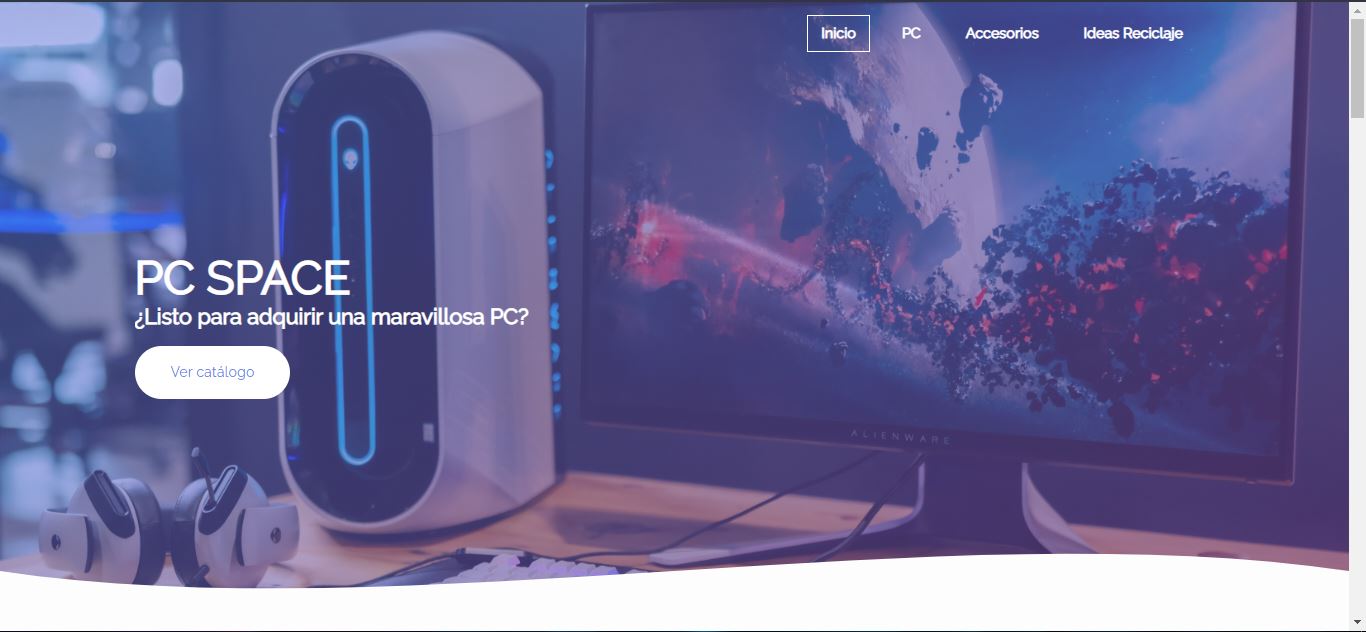 Inicio
PC
Accesorios
Ideas Reciclaje
PC SPACE
¿Listo para adquirir una maravillosa PC?
Ver catálogo
ALIENWARE